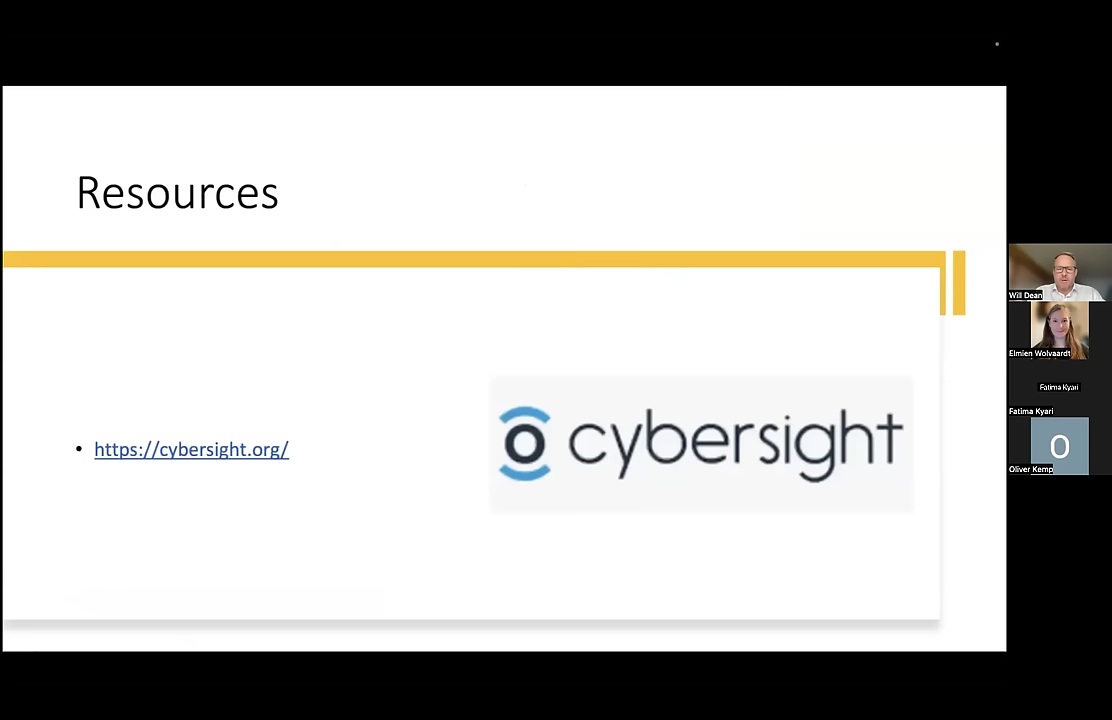 Resources
https://cybersight.org/
cybersight
Will Dean
Elmien Wolvaardt
Fatima Kyari
Fatima Kyari
O
Oliver Kemp